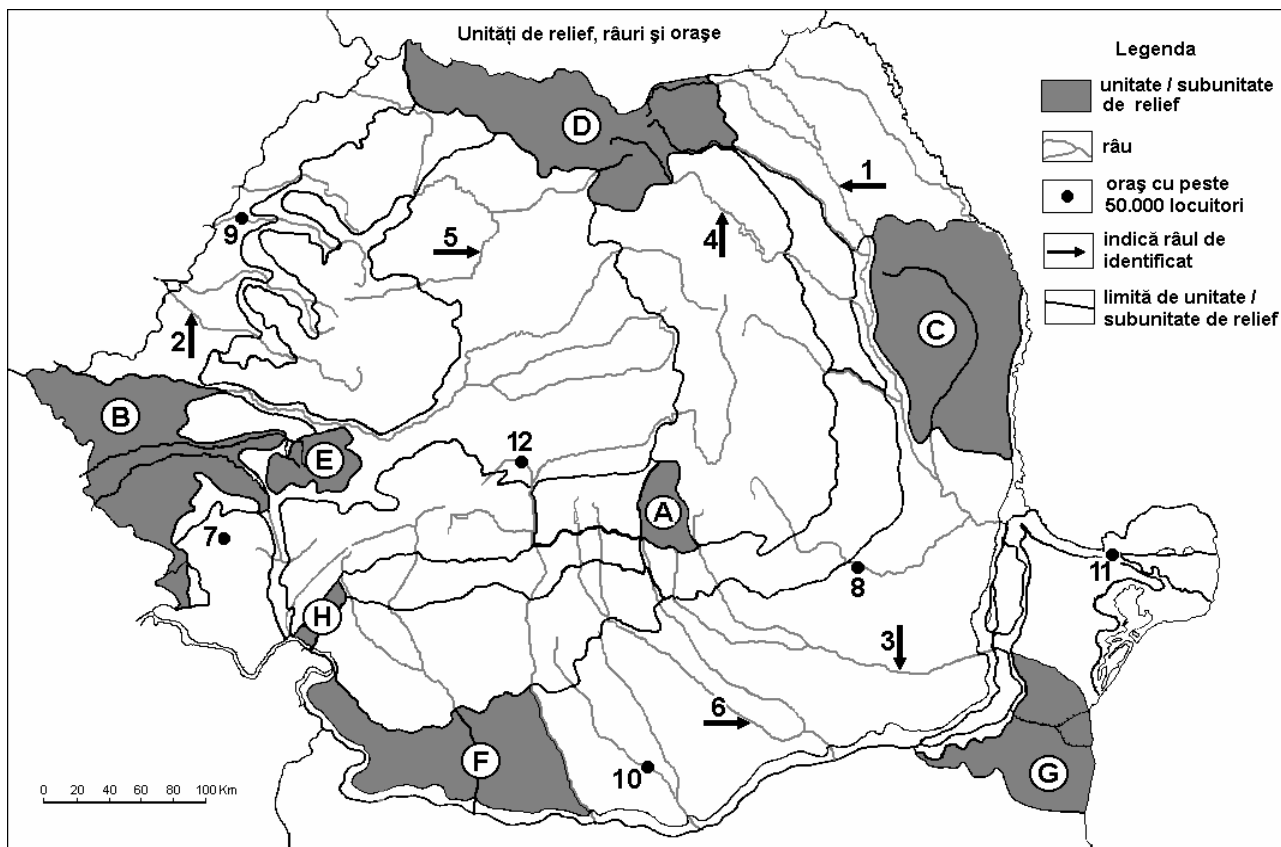 Unități de relief, râuri și orașe
Legenda
unitate / subunitate
de relief
râu
oraș cu peste
50.000 locuitori
indică râul de
identificat
limită de unitate /
subunitate de relief
D
1
9
5
4
2
C
B
12
E
A
7
11
8
H
3
6
F
10
G
0 20 40 60 80 100 Km